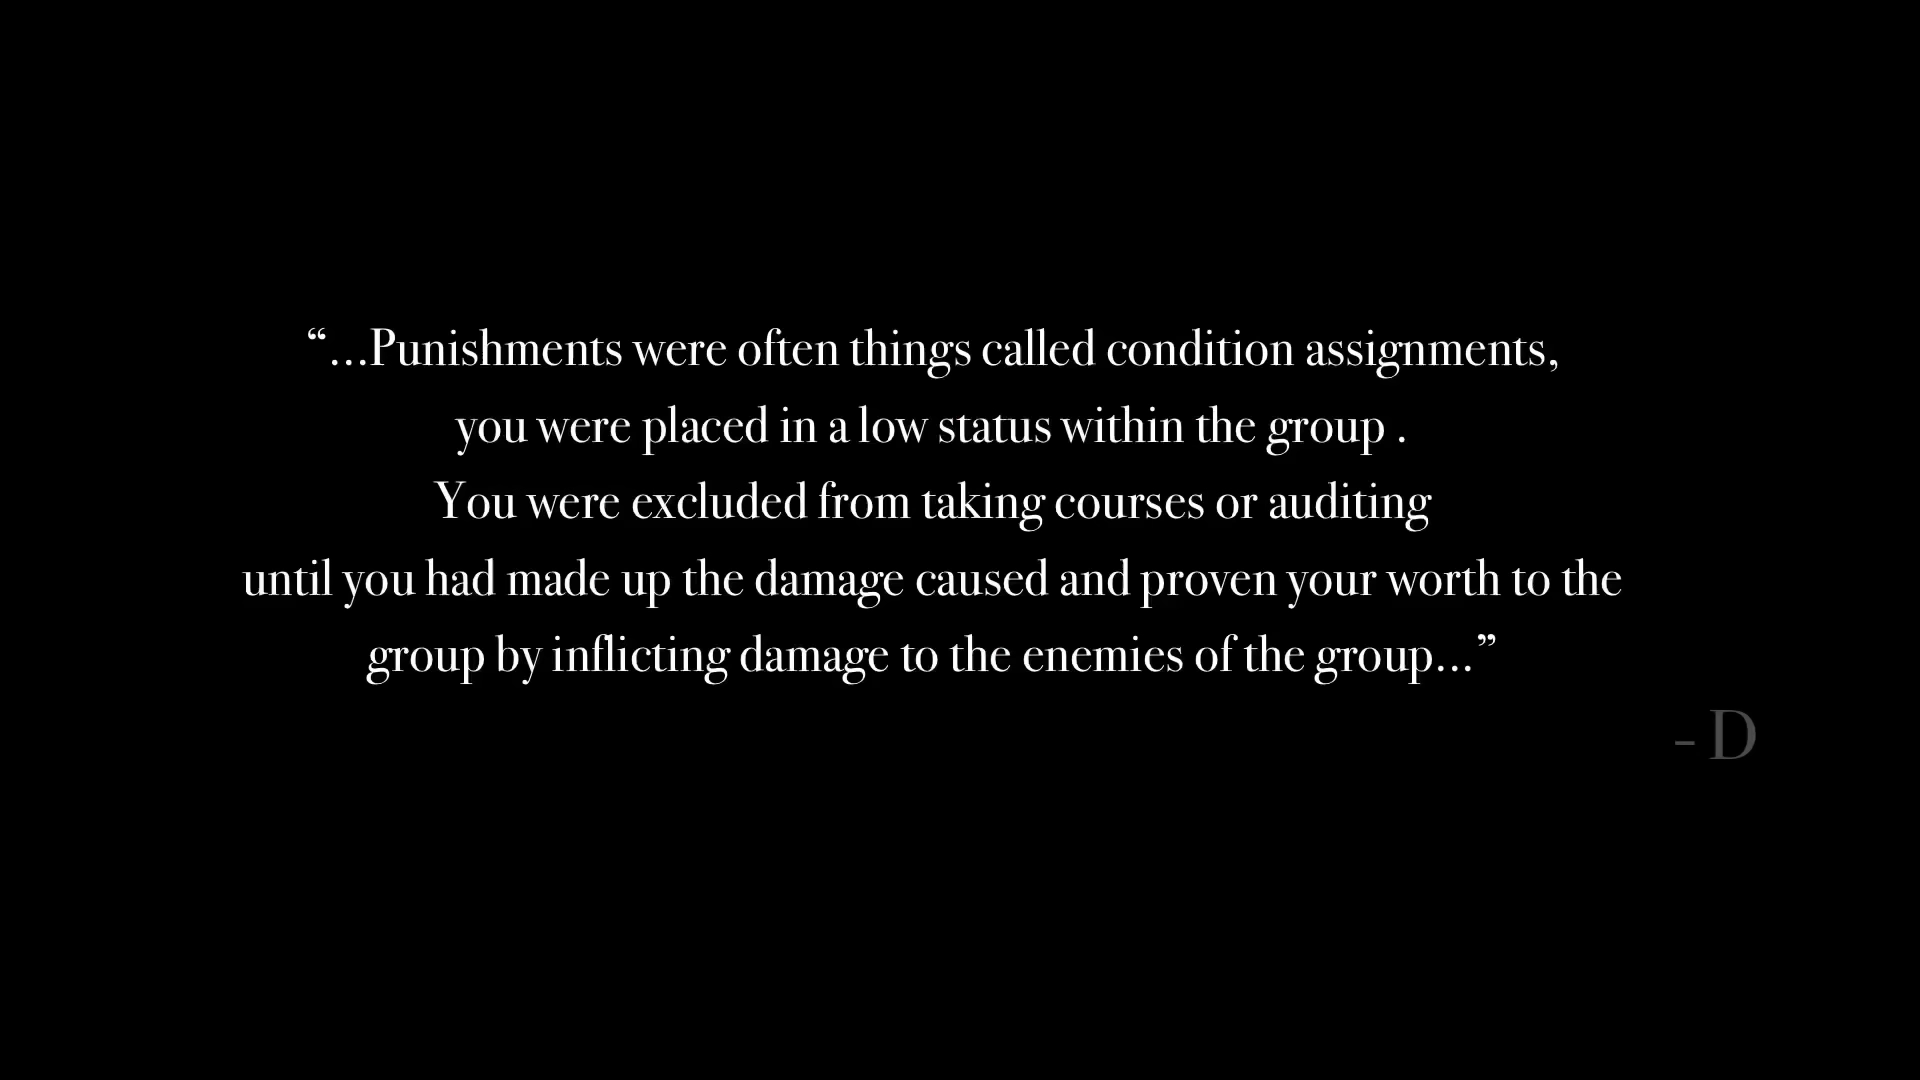 “...Punishments were often things called condition assignments,
you were placed in a low status within the group .
You were excluded from taking courses or auditing
until you had made up the damage caused and proven your worth to the
group by inflicting damage to the enemies of the group...”
- D